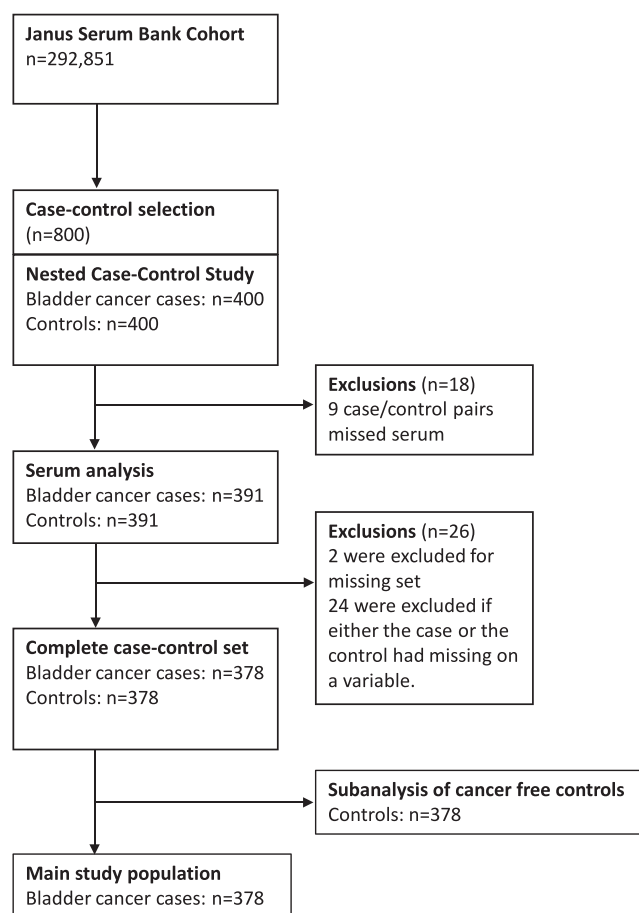 Janus Serum Bank Cohort
n=292,851
Case-control selection
(n=800)
Nested Case-Control Study
Bladder cancer cases: n=400
Controls: n=400
Exclusions (n=18)
9 case/control pairs
missed serum
Serum analysis
Bladder cancer cases: n=391
Controls: n=391
Exclusions (n=26)
2 were excluded for
missing set
24 were excluded if
either the case or the
control had missing on
a variable.
Complete case-control set
Bladder cancer cases: n=378
Controls: n=378
Subanalysis of cancer free controls
Controls: n=378
Main study population
Bladder cancer cases: n=378